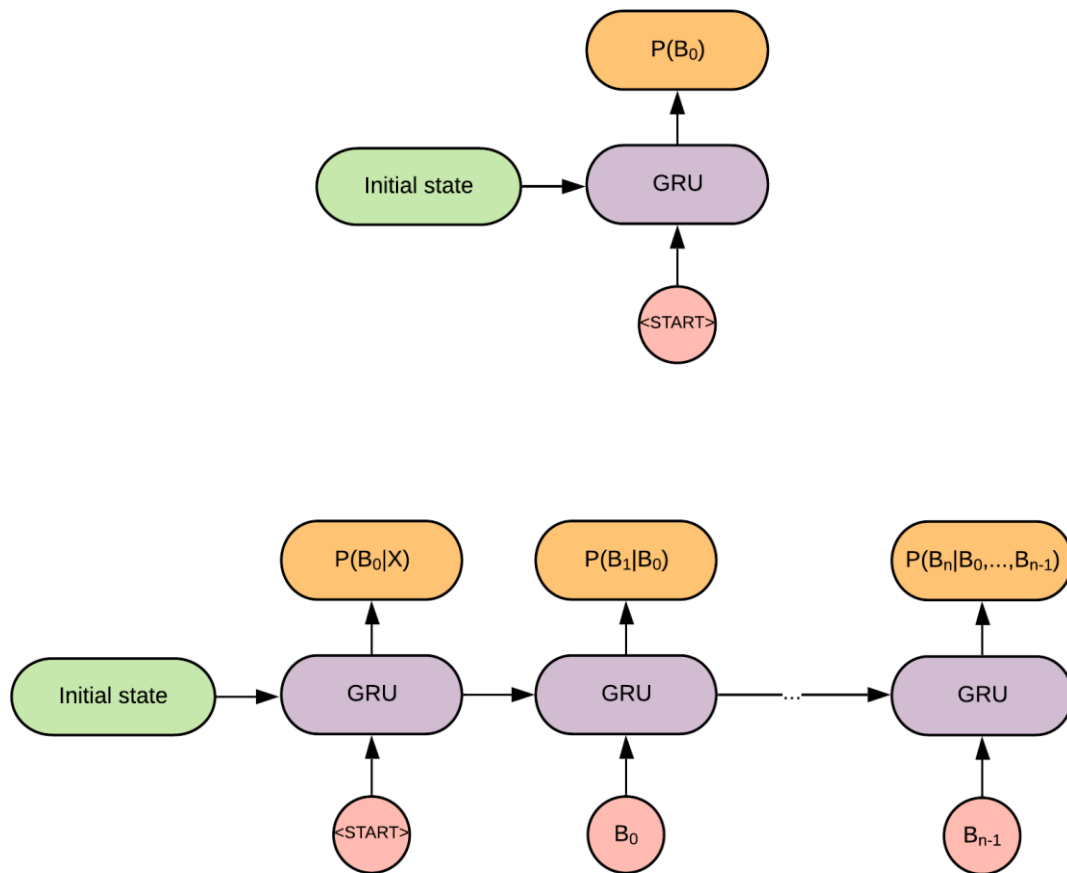 P(B₀)
Initial state
GRU
<START>
P(B₀|X)
P(B₁|B₀)
P(Bₙ|B₀,...,Bₙ₋₁)
Initial state
GRU
GRU
...
GRU
<START>
B₀
Bₙ₋₁